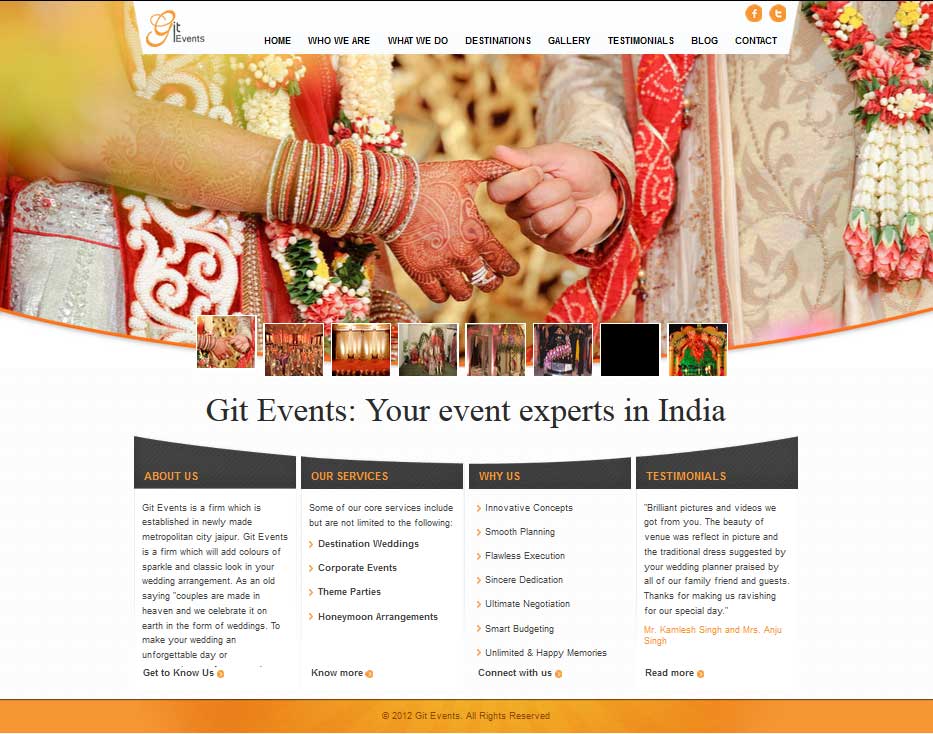 Git
Events
HOME WHO WE ARE WHAT WE DO DESTINATIONS GALLERY TESTIMONIALS BLOG CONTACT
Git Events: Your event experts in India
ABOUT US
Git Events is a firm which is
established in newly made
metropolitan city jaipur. Git Events
is a firm which will add colours of
sparkle and classic look in your
wedding arrangement. As an old
saying "couples are made in
heaven and we celebrate it on
earth in the form of weddings. To
make your wedding an
unforgettable day or
Get to Know Us
OUR SERVICES
Some of our core services include
but are not limited to the following:
Destination Weddings
Corporate Events
Theme Parties
Honeymoon Arrangements
Know more
WHY US
Innovative Concepts
Smooth Planning
Flawless Execution
Sincere Dedication
Ultimate Negotiation
Smart Budgeting
Unlimited & Happy Memories
Connect with us
TESTIMONIALS
"Brilliant pictures and videos we
got from you. The beauty of
venue was reflect in picture and
the traditional dress suggested by
your wedding planner praised by
all of our family friend and guests.
Thanks for making us ravishing
for our special day."
Mr. Kamlesh Singh and Mrs. Anju
Singh
Read more
© 2012 Git Events. All Rights Reserved